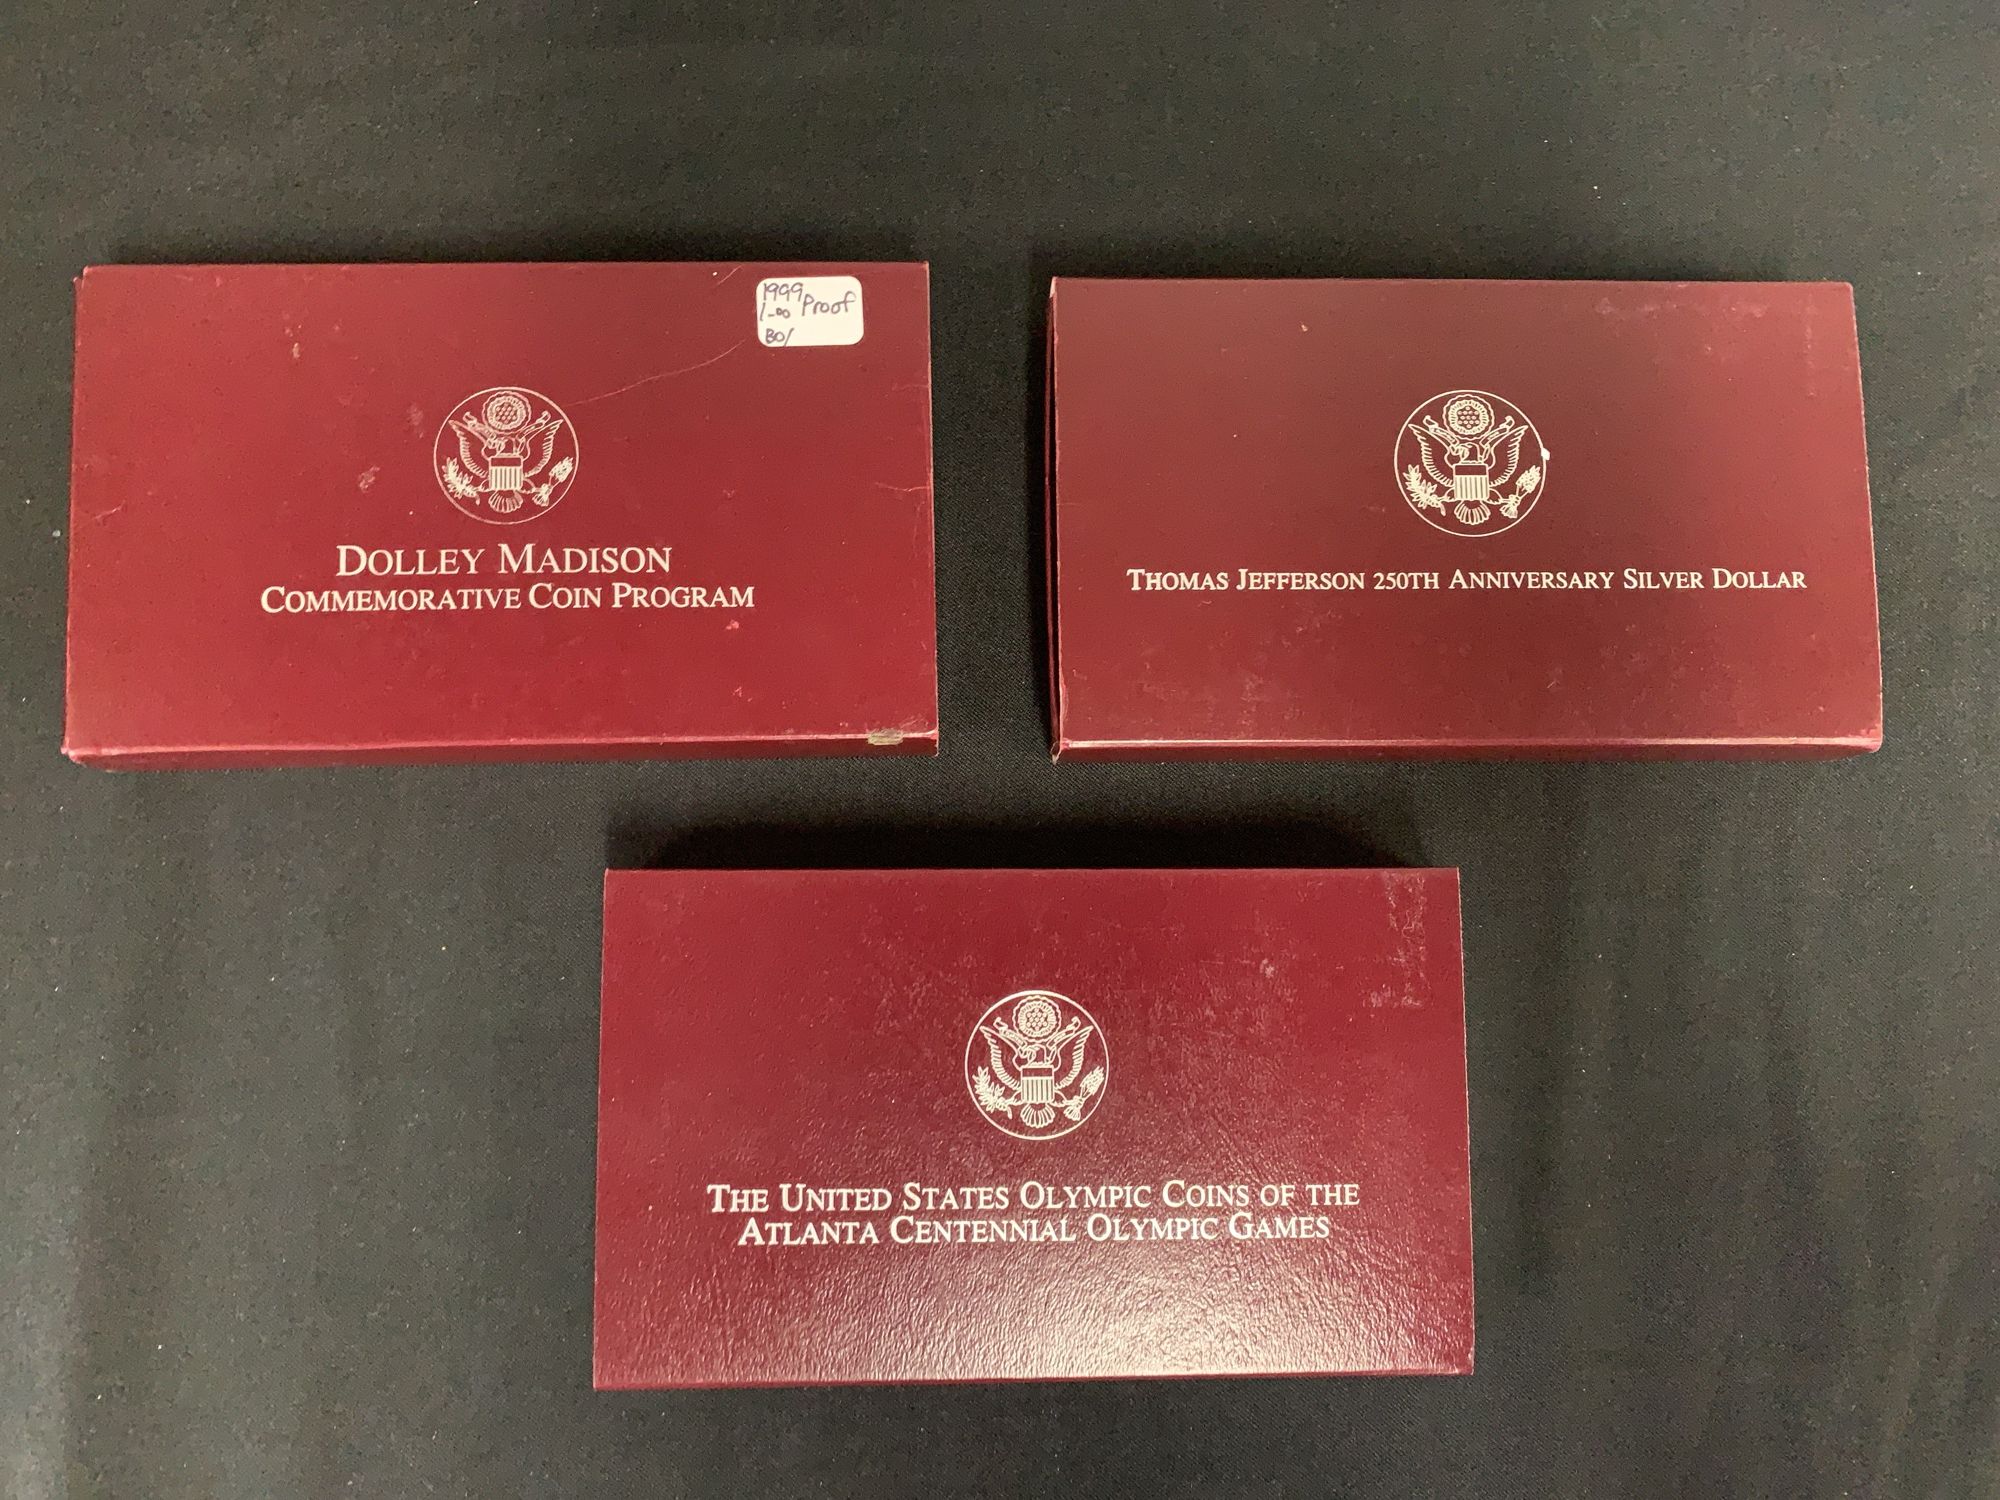 1999 Proof
1-00
BO/
DOLLEY MADISON
COMMEMORATIVE COIN PROGRAM
THOMAS JEFFERSON 250TH ANNIVERSARY SILVER DOLLAR
THE UNITED STATES OLYMPIC COINS OF THE
ATLANTA CENTENNIAL OLYMPIC GAMES